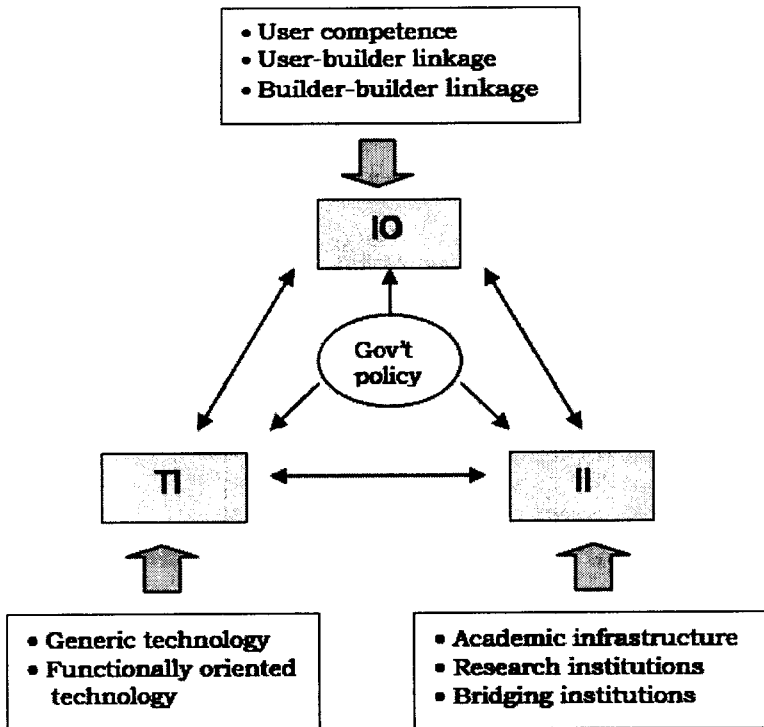 • User competence
• User-builder linkage
• Builder-builder linkage
IO
Gov't
policy
TI
II
• Generic technology
• Functionally oriented
technology
• Academic infrastructure
• Research institutions
• Bridging institutions